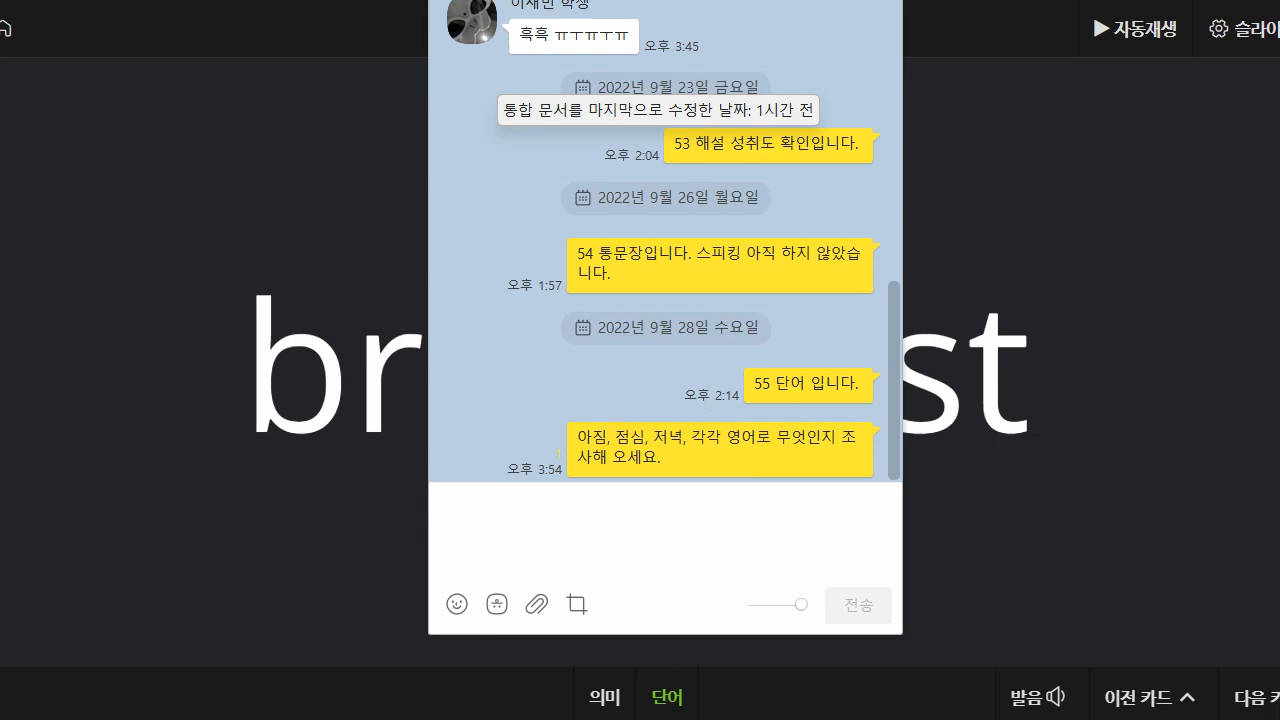 이재민 학생
흑흑 ㅠㅜㅠㅜㅠ
오후 3:45
▶ 자동재생
2022년 9월 23일 금요일
통합 문서를 마지막으로 수정한 날짜: 1시간 전
53 해설 성취도 확인입니다.
오후 2:04
2022년 9월 26일 월요일
54 통문장입니다. 스피킹 아직 하지 않았습
니다.
오후 1:57
2022년 9월 28일 수요일
br
st
55 단어 입니다.
오후 2:14
아짐, 점심, 저녁, 각각 영어로 무엇인지 조
사해 오세요.
1
오후 3:54
전송
의미
단어
발음
이전 카드
다음